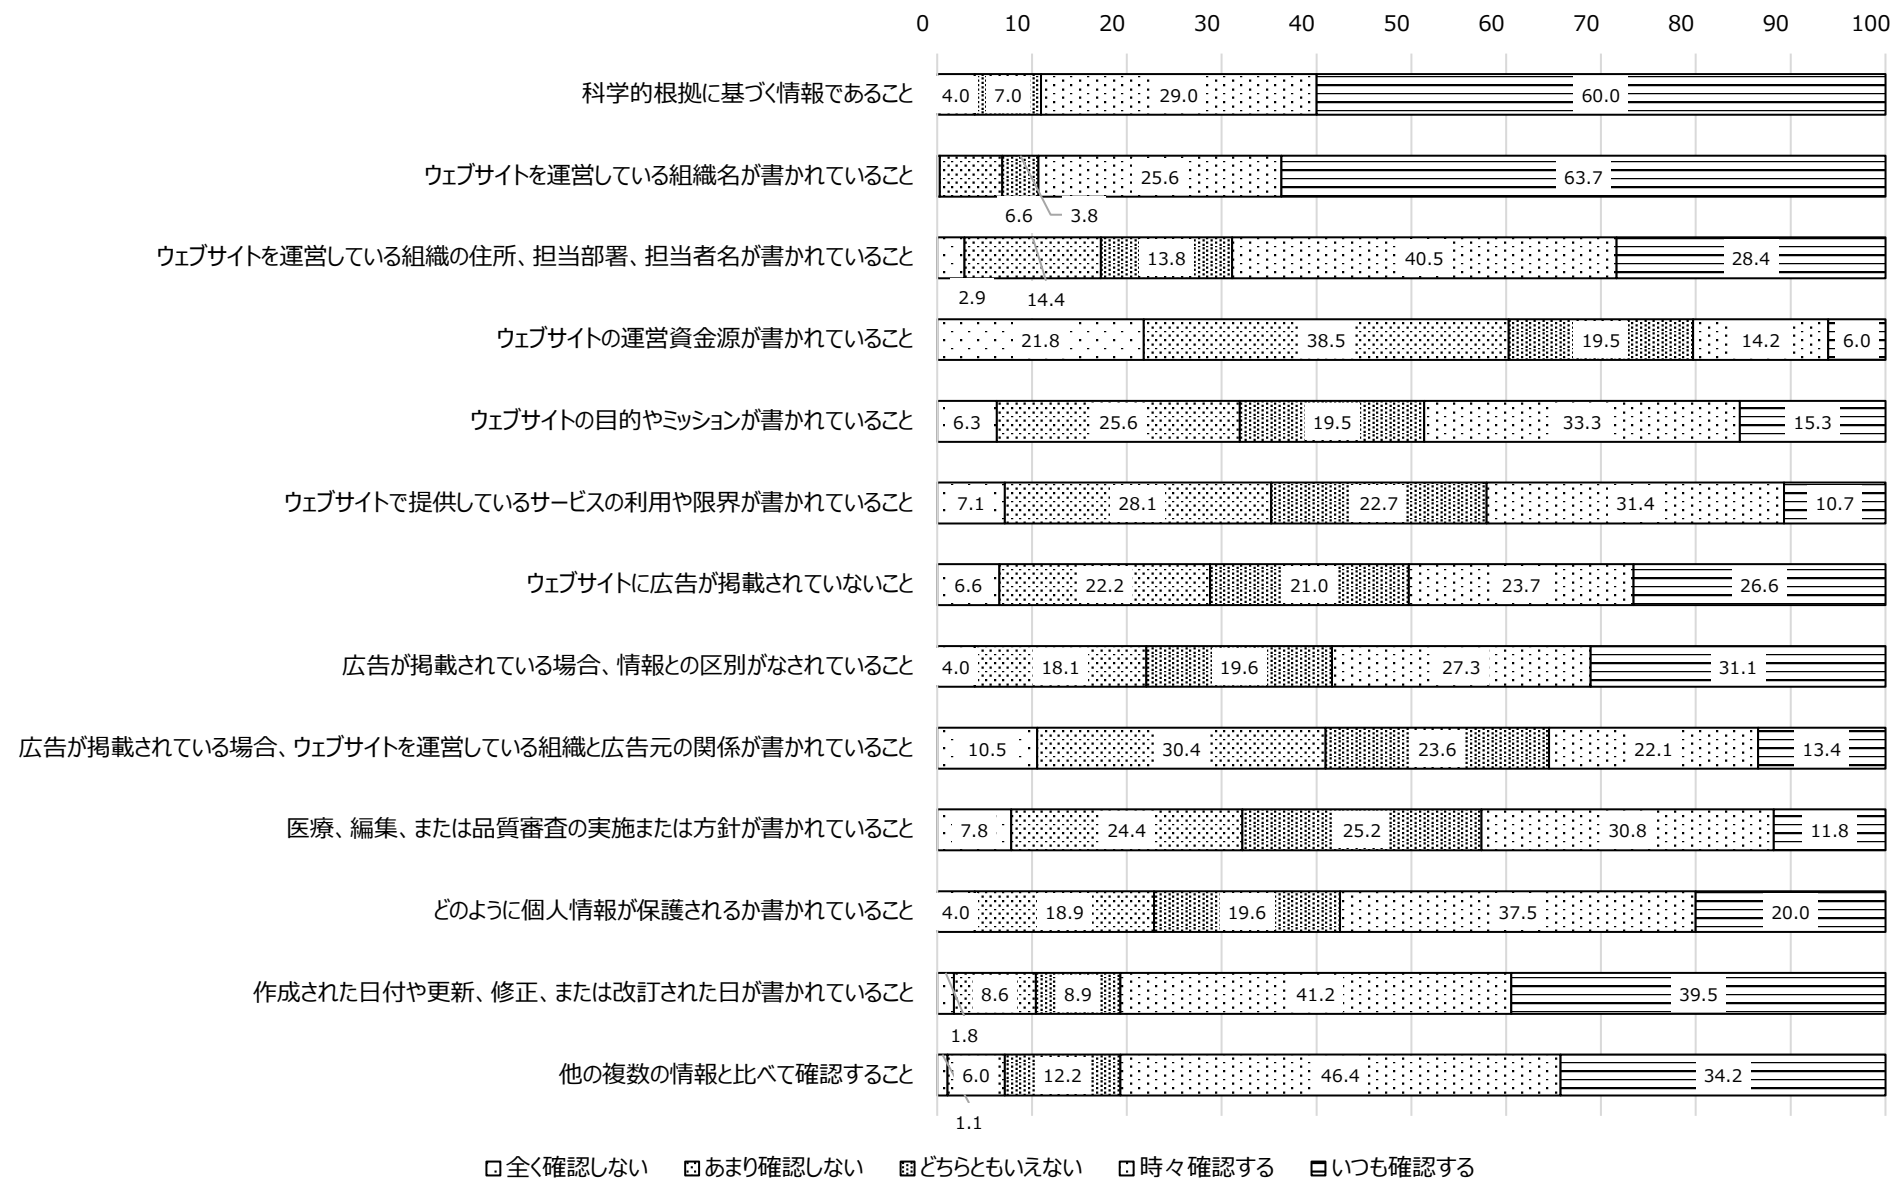 0 10 20 30 40 50 60 70 80 90 100
科学的根拠に基づく情報であること 4.0 7.0 29.0 60.0
ウェブサイトを運営している組織名が書かれていること 25.6 63.7
6.6 3.8
ウェブサイトを運営している組織の住所、担当部署、担当者名が書かれていること 13.8 40.5 28.4
2.9 14.4
ウェブサイトの運営資金源が書かれていること 21.8 38.5 19.5 14.2 6.0
ウェブサイトの目的やミッションが書かれていること 6.3 25.6 19.5 33.3 15.3
ウェブサイトで提供しているサービスの利用や限界が書かれていること 7.1 28.1 22.7 31.4 10.7
ウェブサイトに広告が掲載されていないこと 6.6 22.2 21.0 23.7 26.6
広告が掲載されている場合、情報との区別がなされていること 4.0 18.1 19.6 27.3 31.1
広告が掲載されている場合、ウェブサイトを運営している組織と広告元の関係が書かれていること 10.5 30.4 23.6 22.1 13.4
医療、編集、または品質審査の実施または方針が書かれていること 7.8 24.4 25.2 30.8 11.8
どのように個人情報が保護されるか書かれていること 4.0 18.9 19.6 37.5 20.0
作成された日付や更新、修正、または改訂された日が書かれていること 8.6 8.9 41.2 39.5
1.8
他の複数の情報と比べて確認すること 6.0 12.2 46.4 34.2
1.1
全く確認しない あまり確認しない どちらともいえない 時々確認する いつも確認する